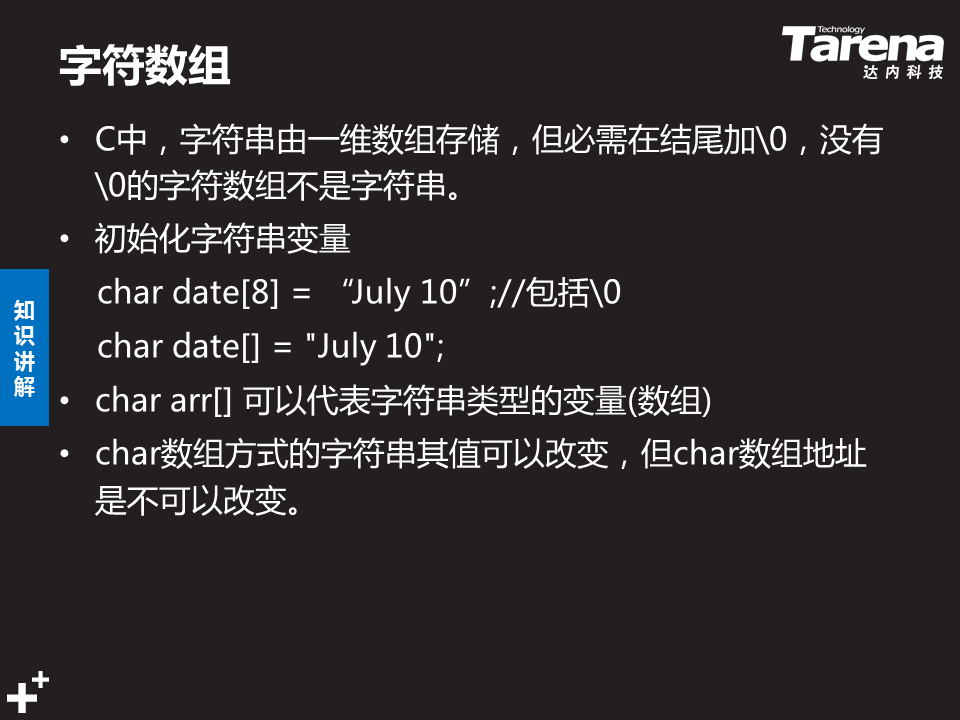 字符数组
Technology
Tarena
达内科技
• C中，字符串由一维数组存储，但必需在结尾加\0，没有
\0的字符数组不是字符串。
• 初始化字符串变量
char date[8] = “July 10”;//包括\0
char date[] = "July 10";
• char arr[] 可以代表字符串类型的变量(数组)
• char数组方式的字符串其值可以改变，但char数组地址
是不可以改变。
知
识
讲
解